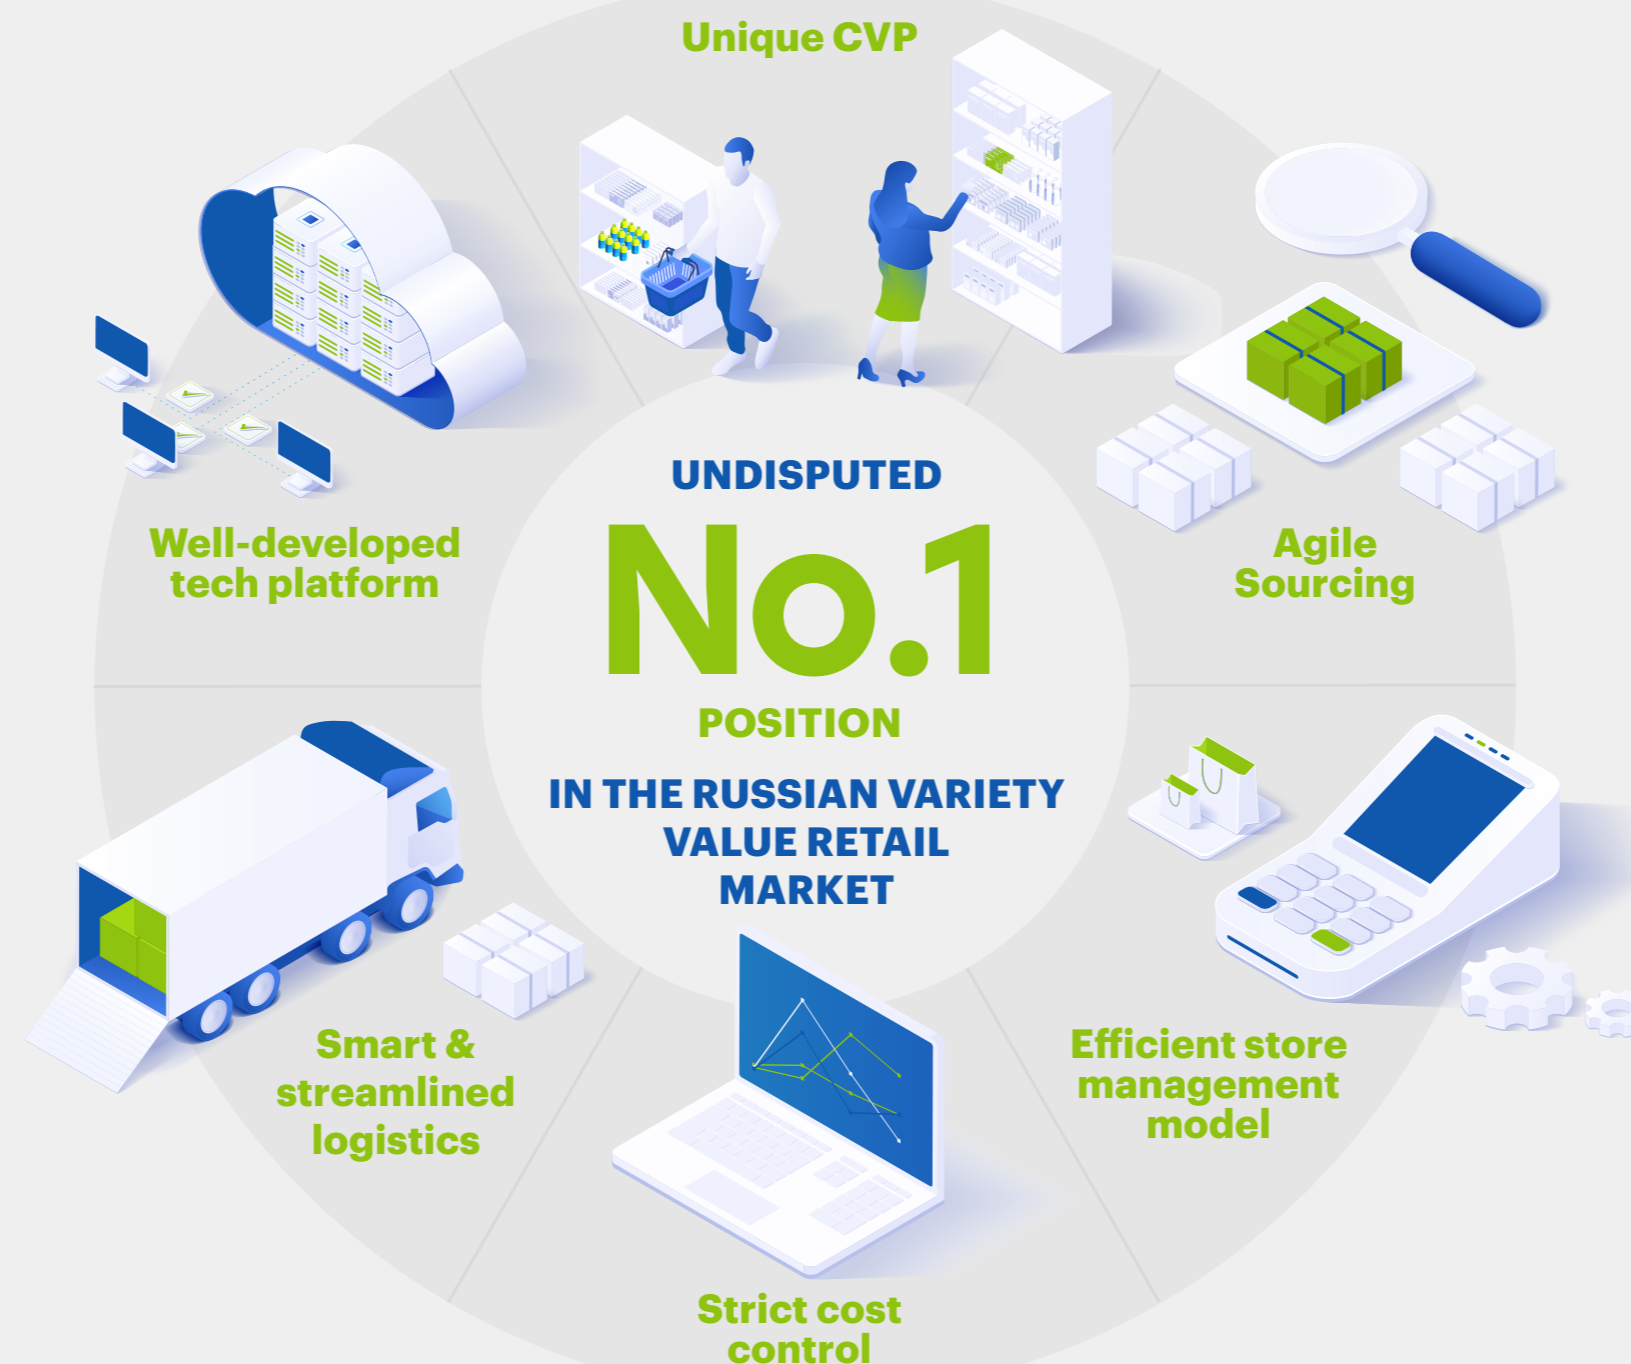 Unique CVP
Well-developed
tech platform
Agile
Sourcing
UNDISPUTED
No.1
POSITION
IN THE RUSSIAN VARIETY
VALUE RETAIL
MARKET
Smart &
streamlined
logistics
Efficient store
management
model
Strict cost
control